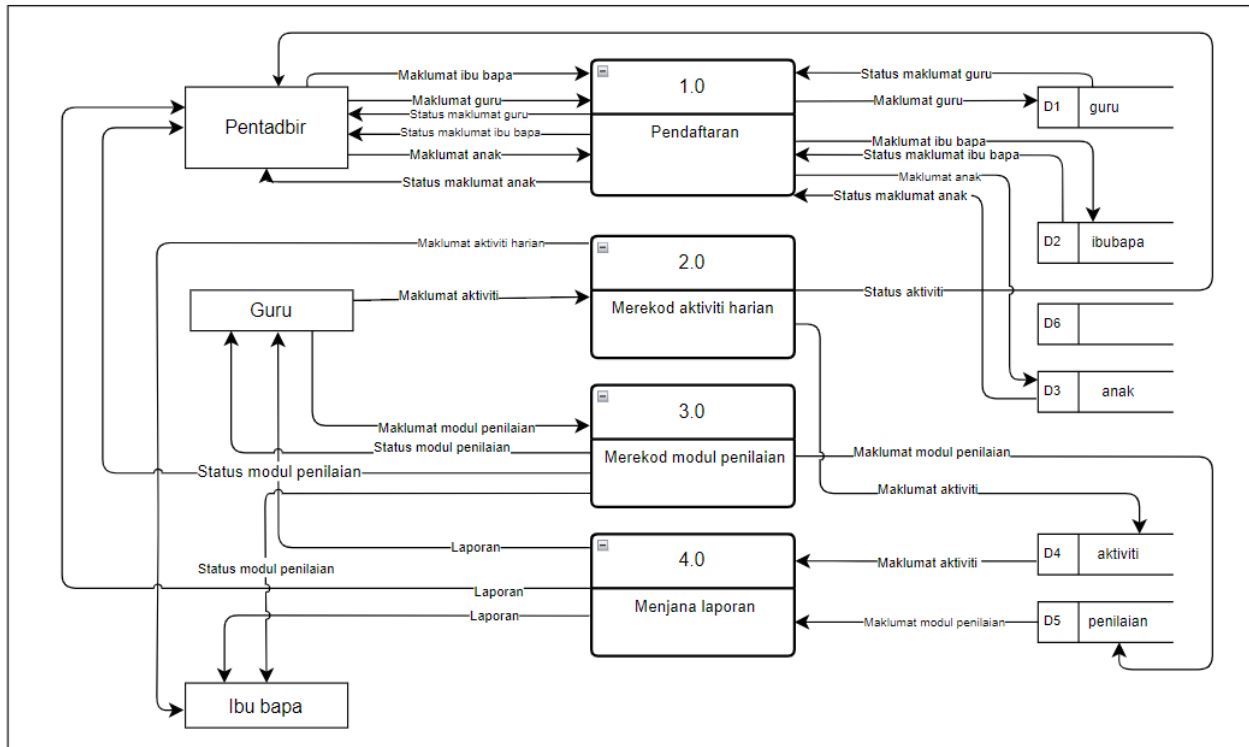 Maklumat ibu bapa
1.0
Status maklumat guru
Pentadbir
Maklumat guru
Maklumat guru
D1 guru
Status maklumat guru
Pendaftaran
Status maklumat ibu bapa
Maklumat ibu bapa
Maklumat anak
Status maklumat ibu bapa
Status maklumat anak
Maklumat anak
Status maklumat anak
Maklumat aktiviti harian
D2 ibubapa
2.0
Guru
Maklumat aktiviti
Status aktiviti
Merekod aktiviti harian
D6
D3 anak
3.0
Maklumat modul penilaian
Status modul penilaian
Maklumat modul penilaian
Merekod modul penilaian
Status modul penilaian
Maklumat aktiviti
Laporan
4.0
D4 aktiviti
Status modul penilaian
Maklumat aktiviti
Laporan
Menjana laporan
Laporan
Maklumat modul penilaian
D5 penilaian
Ibu bapa